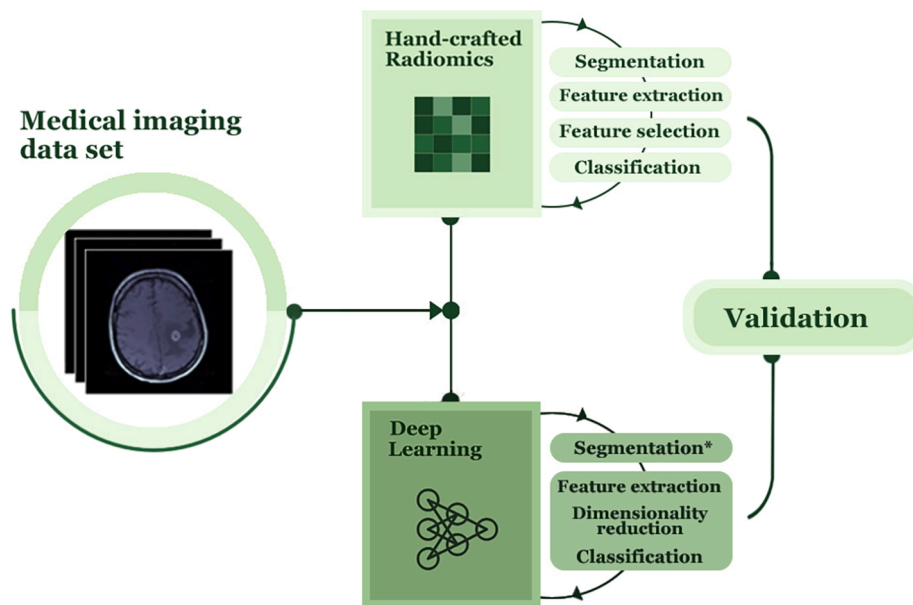 Medical imaging
data set
Hand-crafted
Radiomics
Segmentation
Feature extraction
Feature selection
Classification
Deep
Learning
Segmentation*
Feature extraction
Dimensionality
reduction
Classification
Validation